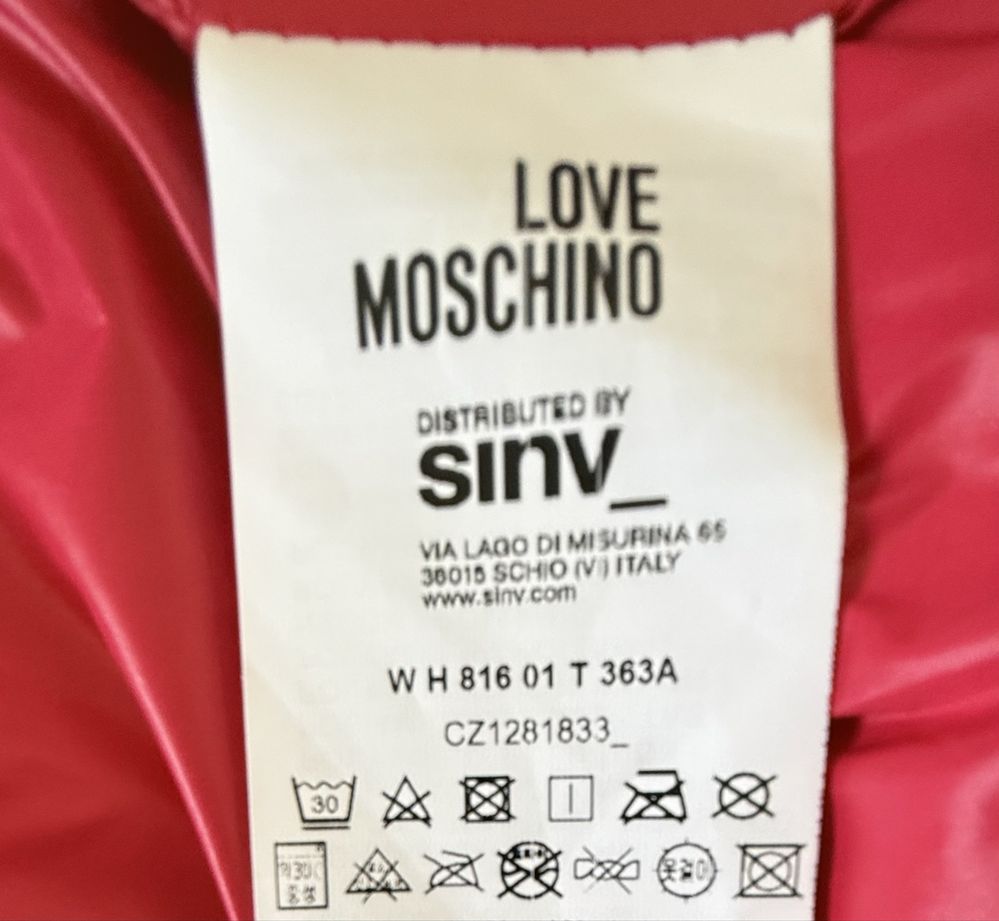 LOVE
MOSCHINO
DISTRIBUTED BY
sinv_
VIA LAGO DI MISURINA
36015 SCHIO (VI) ITALY
www.sinv.com
W H 816 01 T 363A
CZ1281833_
30